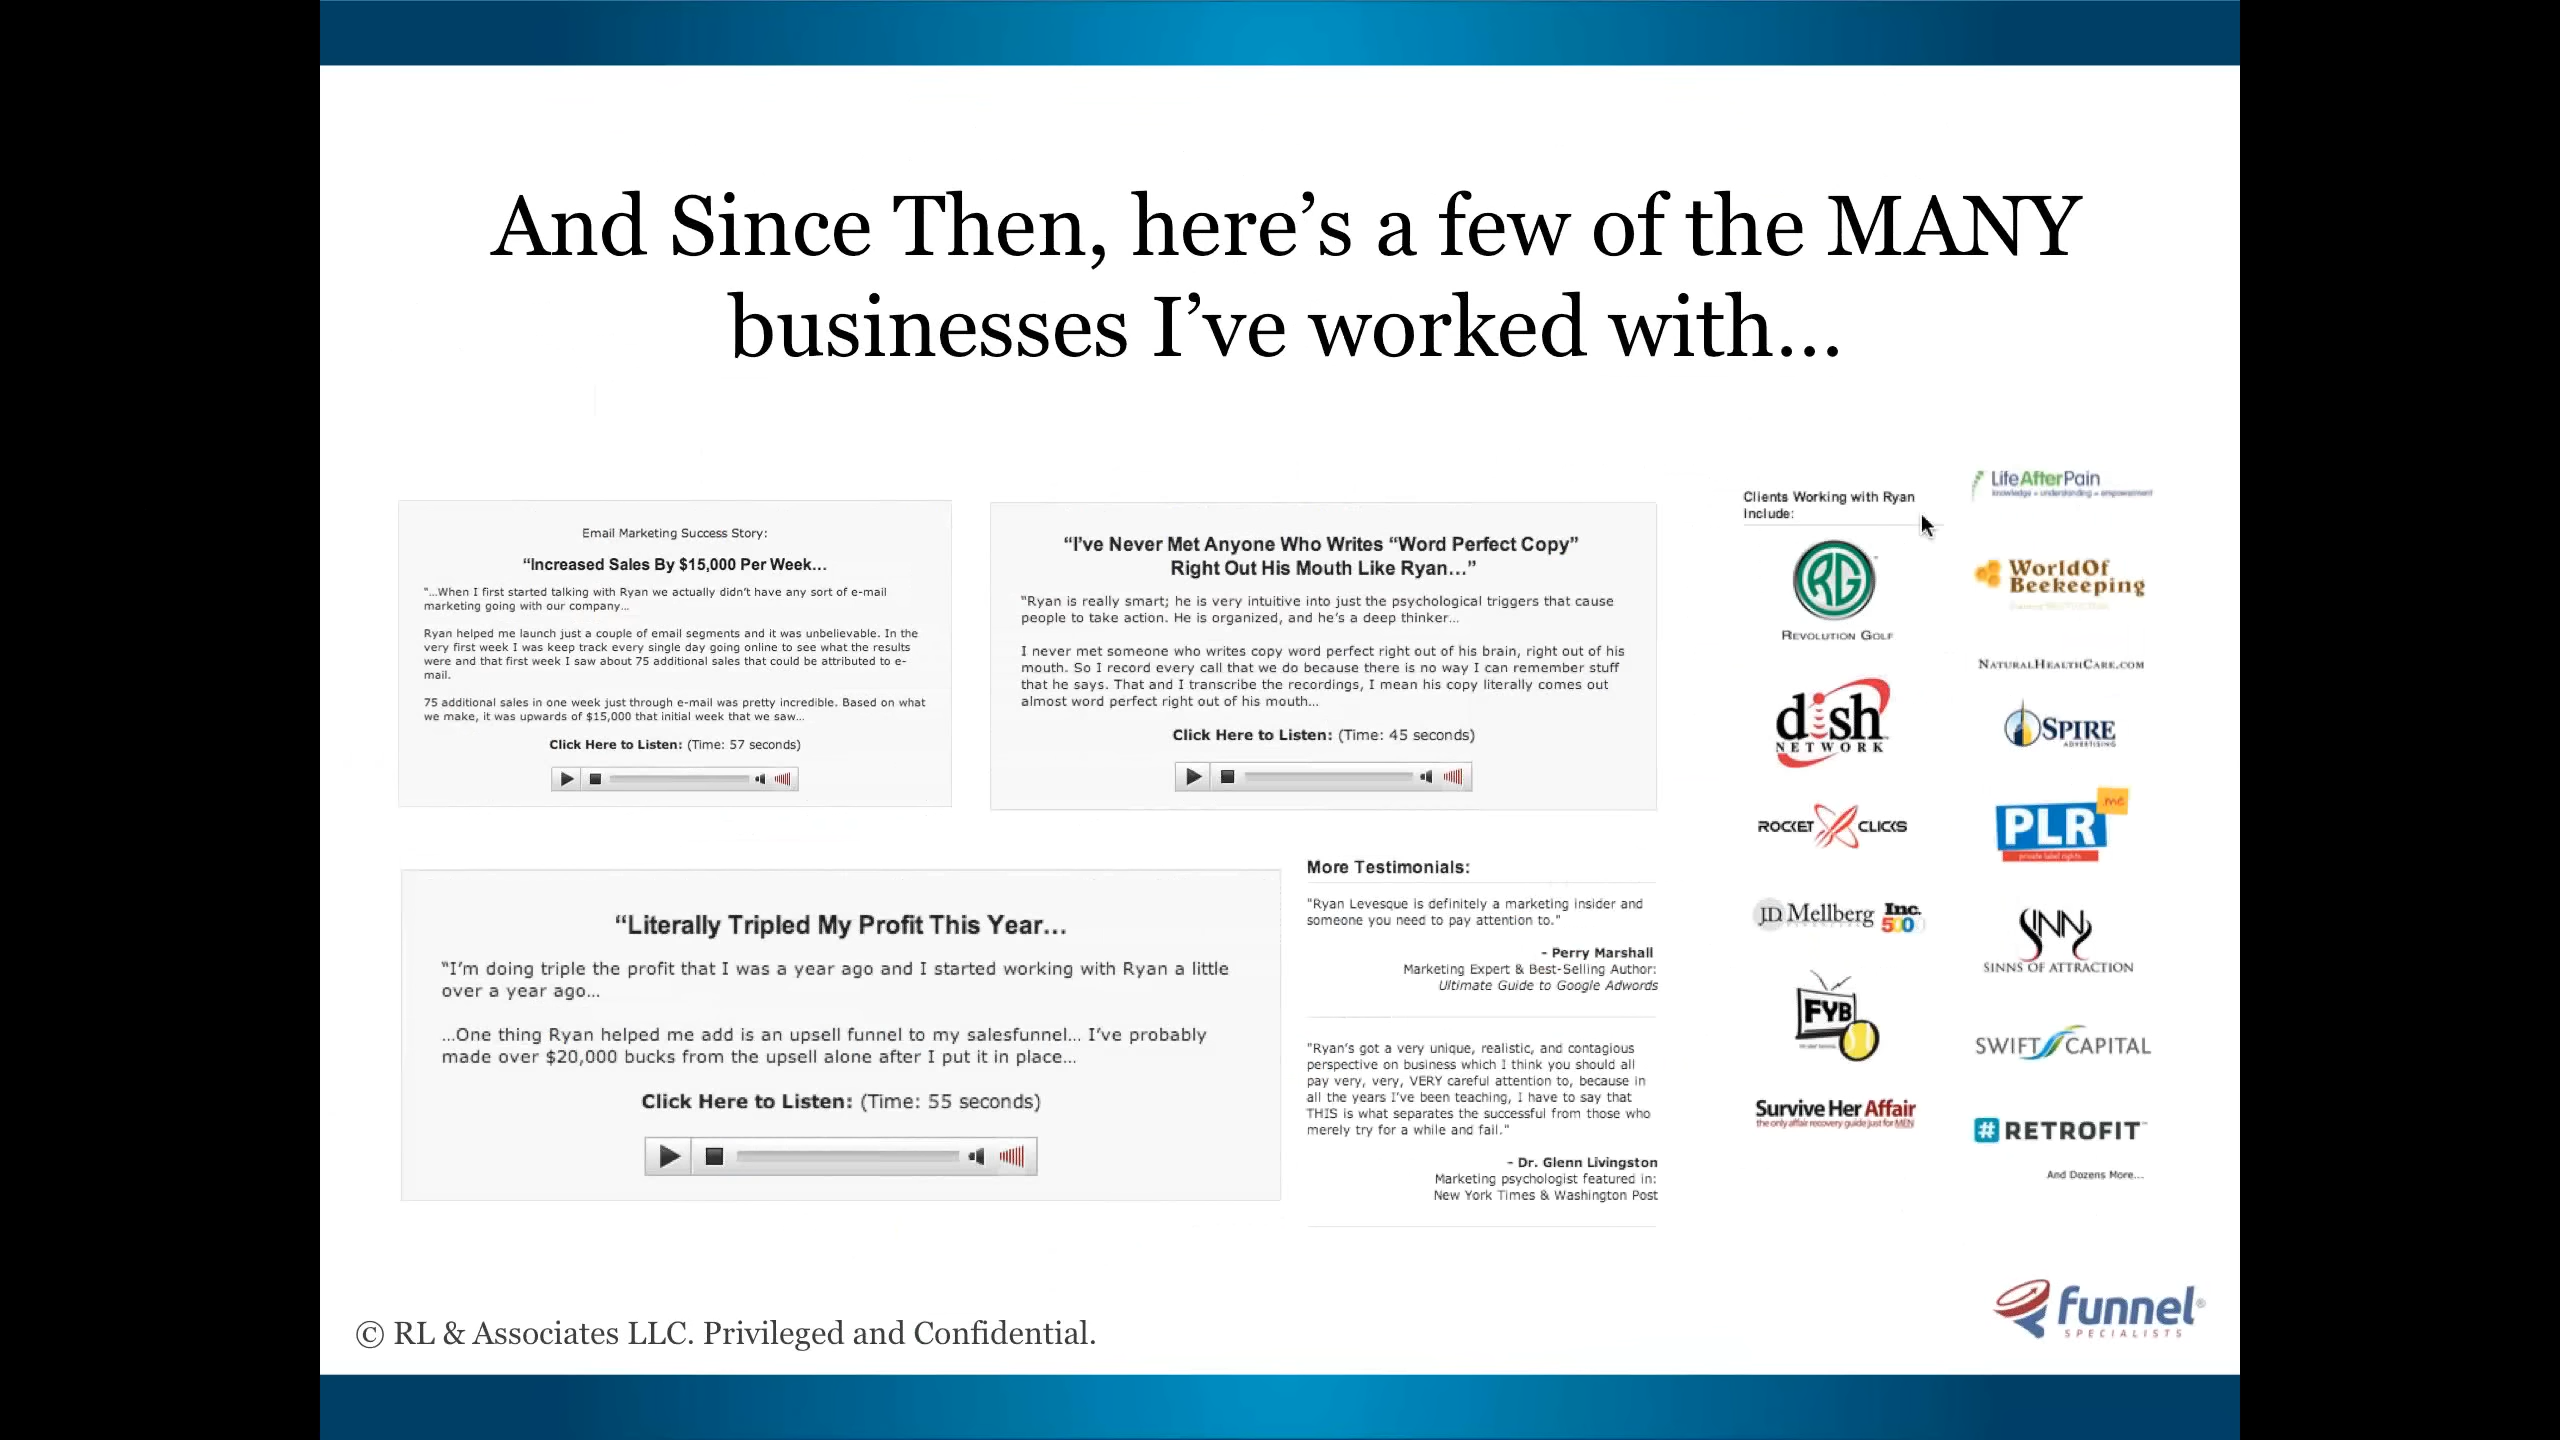 And Since Then, here's a few of the MANY
businesses I've worked with...
Email Marketing Success Story:
“Increased Sales By $15,000 Per Week...
“...When I first started talking with Ryan we actually didn't have any sort of e-mail
marketing going with our company...
Ryan helped me launch just a couple of email segments and it was unbelievable. In the
very first week I was keep track every single day going online to see what the results
were and that first week I saw about 75 additional sales that could be attributed to e-
mail.
75 additional sales in one week just through e-mail was pretty incredible. Based on what
we make, it was upwards of $15,000 that initial week that we saw...
Click Here to Listen: (Time: 57 seconds)
“I've Never Met Anyone Who Writes “Word Perfect Copy”
Right Out His Mouth Like Ryan...”
“Ryan is really smart; he is very intuitive into just the psychological triggers that cause
people to take action. He is organized, and he's a deep thinker...
I never met someone who writes copy word perfect right out of his brain, right out of his
mouth. So I record every call that we do because there is no way I can remember stuff
that he says. That and I transcribe the recordings, I mean his copy literally comes out
almost word perfect right out of his mouth...
Click Here to Listen: (Time: 45 seconds)
“Literally Tripled My Profit This Year...
“I'm doing triple the profit that I was a year ago and I started working with Ryan a little
over a year ago...
...One thing Ryan helped me add is an upsell funnel to my salesfunnel... I've probably
made over $20,000 bucks from the upsell alone after I put it in place...
Click Here to Listen: (Time: 55 seconds)
More Testimonials:
"Ryan Levesque is definitely a marketing insider and
someone you need to pay attention to."
- Perry Marshall
Marketing Expert & Best-Selling Author:
Ultimate Guide to Google Adwords
"Ryan's got a very unique, realistic, and contagious
perspective on business which I think you should all
pay very, very, VERY careful attention to, because in
all the years I've been teaching, I have to say that
THIS is what separates the successful from those who
merely try for a while and fail."
- Dr. Glenn Livingston
Marketing psychologist featured in:
New York Times & Washington Post
Clients Working with Ryan
Include:
RG
REVOLUTION GOLF
dish
NETWORK
ROCKET CLICKS
JD Mellberg Inc.
500
FYB
Survive Her Affair
the only affair recovery guide just for MEN
LifeAfterPain
knowledge + understanding = empowerment
WorldOf
Beekeeping
NATURALHEALTHCARE.COM
SPIRE
ADVERTISING
PLR .me
private label rights
SINNS
SINNS OF ATTRACTION
SWIFT CAPITAL
# RETROFIT™
And Dozens More...
© RL & Associates LLC. Privileged and Confidential.
funnel®
SPECIALISTS